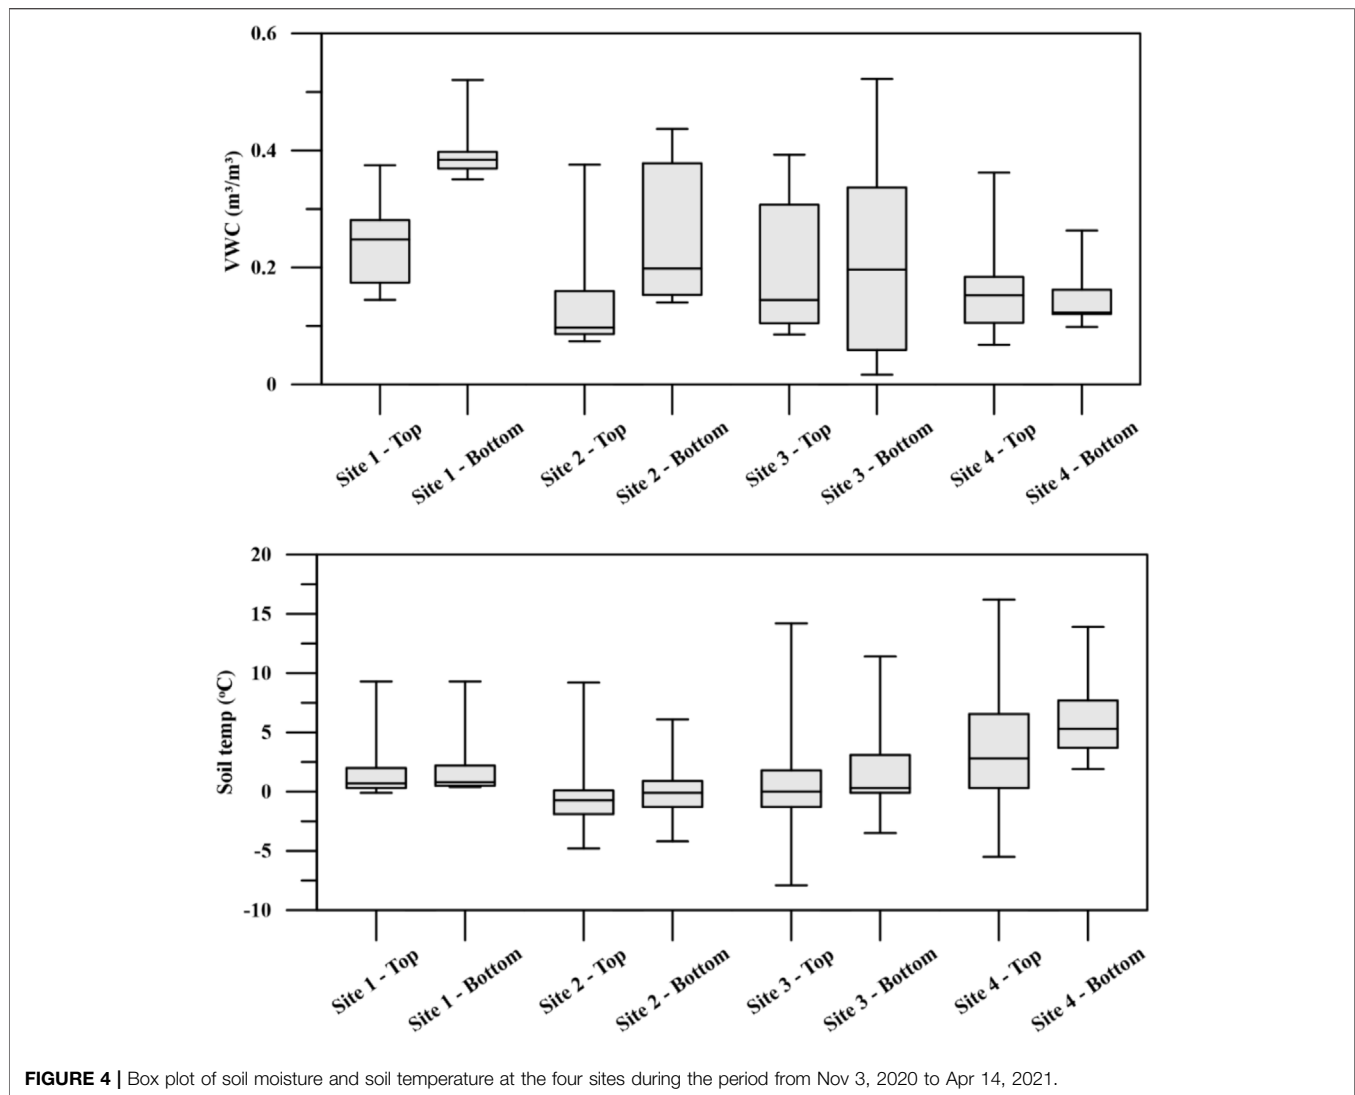 0.6
0.4
0.2
0
VWC (m³/m³)
Site 1 - Top
Site 1 - Bottom
Site 2 - Top
Site 2 - Bottom
Site 3 - Top
Site 3 - Bottom
Site 4 - Top
Site 4 - Bottom
20
15
10
5
0
-5
-10
Soil temp (°C)
Site 1 - Top
Site 1 - Bottom
Site 2 - Top
Site 2 - Bottom
Site 3 - Top
Site 3 - Bottom
Site 4 - Top
Site 4 - Bottom
FIGURE 4 | Box plot of soil moisture and soil temperature at the four sites during the period from Nov 3, 2020 to Apr 14, 2021.